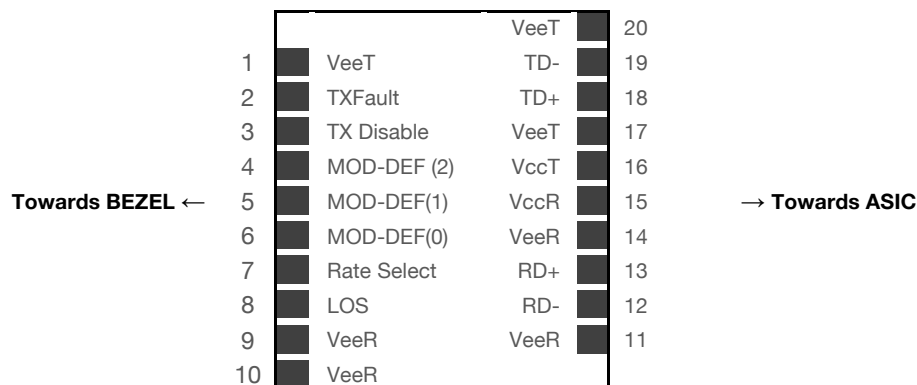 VeeT 20
1 VeeT TD- 19
2 TXFault TD+ 18
3 TX Disable VeeT 17
4 MOD-DEF (2) VccT 16
Towards BEZEL ← 5 MOD-DEF(1) VccR 15 → Towards ASIC
6 MOD-DEF(0) VeeR 14
7 Rate Select RD+ 13
8 LOS RD- 12
9 VeeR VeeR 11
10 VeeR